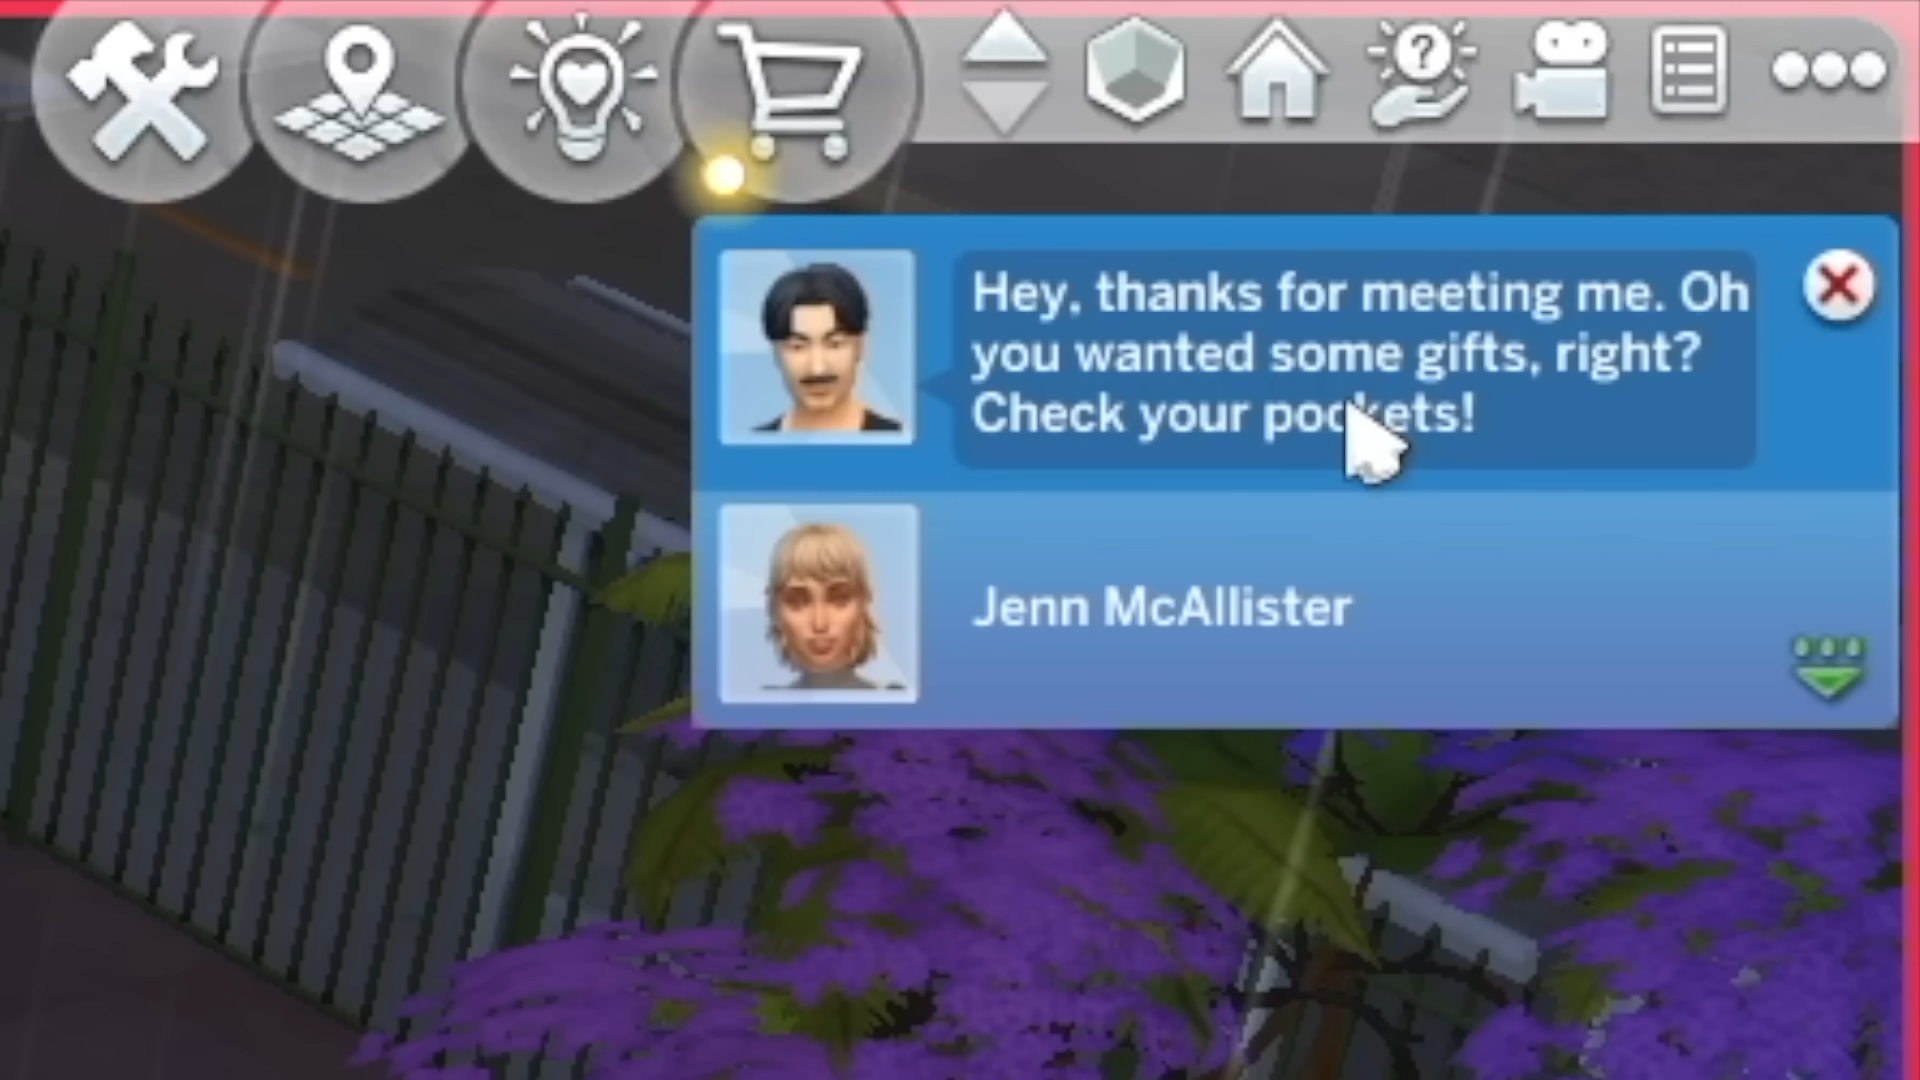 Hey, thanks for meeting me. Oh
you wanted some gifts, right?
Check your pockets!
Jenn McAllister